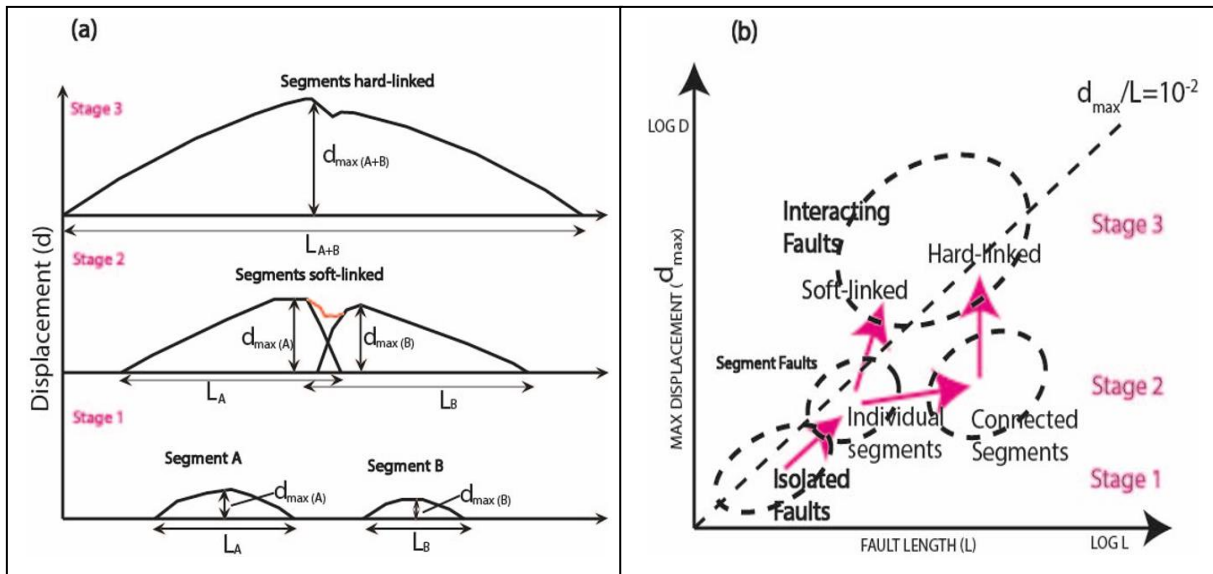 (a)
Segments hard-linked
Stage 3
dmax (A+B)
LA+B
Stage 2
Segments soft-linked
dmax (A)
dmax (B)
LA
LB
Stage 1
Segment A
Segment B
dmax (A)
dmax (B)
LA
LB
Displacement (d)
(b)
dmax/L=10-2
LOG D
Interacting
Faults
Stage 3
Hard-linked
Soft-linked
Segment Faults
Stage 2
Individual
segments
Connected
Segments
Isolated
Faults
Stage 1
MAX DISPLACEMENT (dmax)
FAULT LENGTH (L)
LOG L